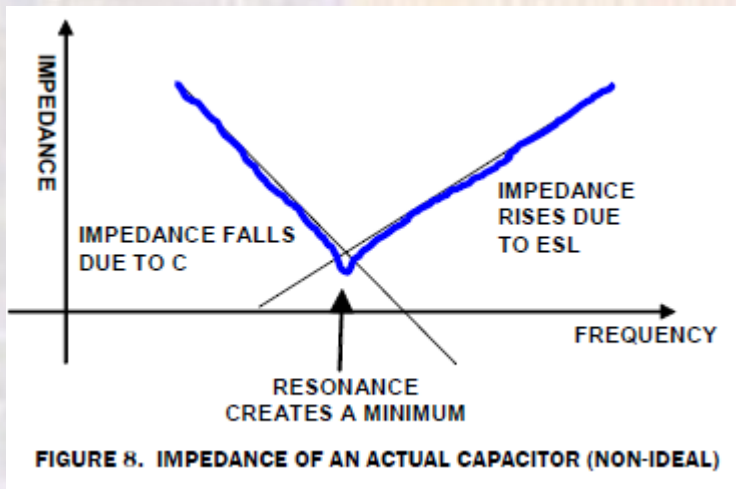 IMPEDANCE
IMPEDANCE FALLS
DUE TO C
IMPEDANCE
RISES DUE
TO ESL
FREQUENCY
RESONANCE
CREATES A MINIMUM
FIGURE 8. IMPEDANCE OF AN ACTUAL CAPACITOR (NON-IDEAL)